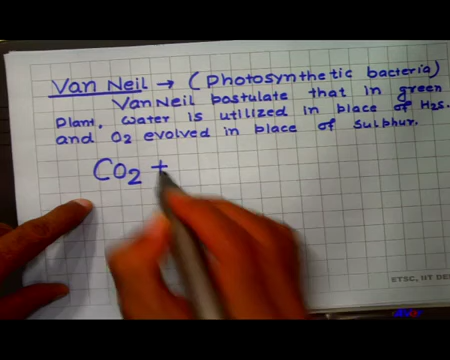 Van Neil → (Photosynthetic bacteria)
Van Neil postulate that in green
Plant, water is utilized in place of H2S.
and O2 evolved in place of Sulphur.
CO2 +